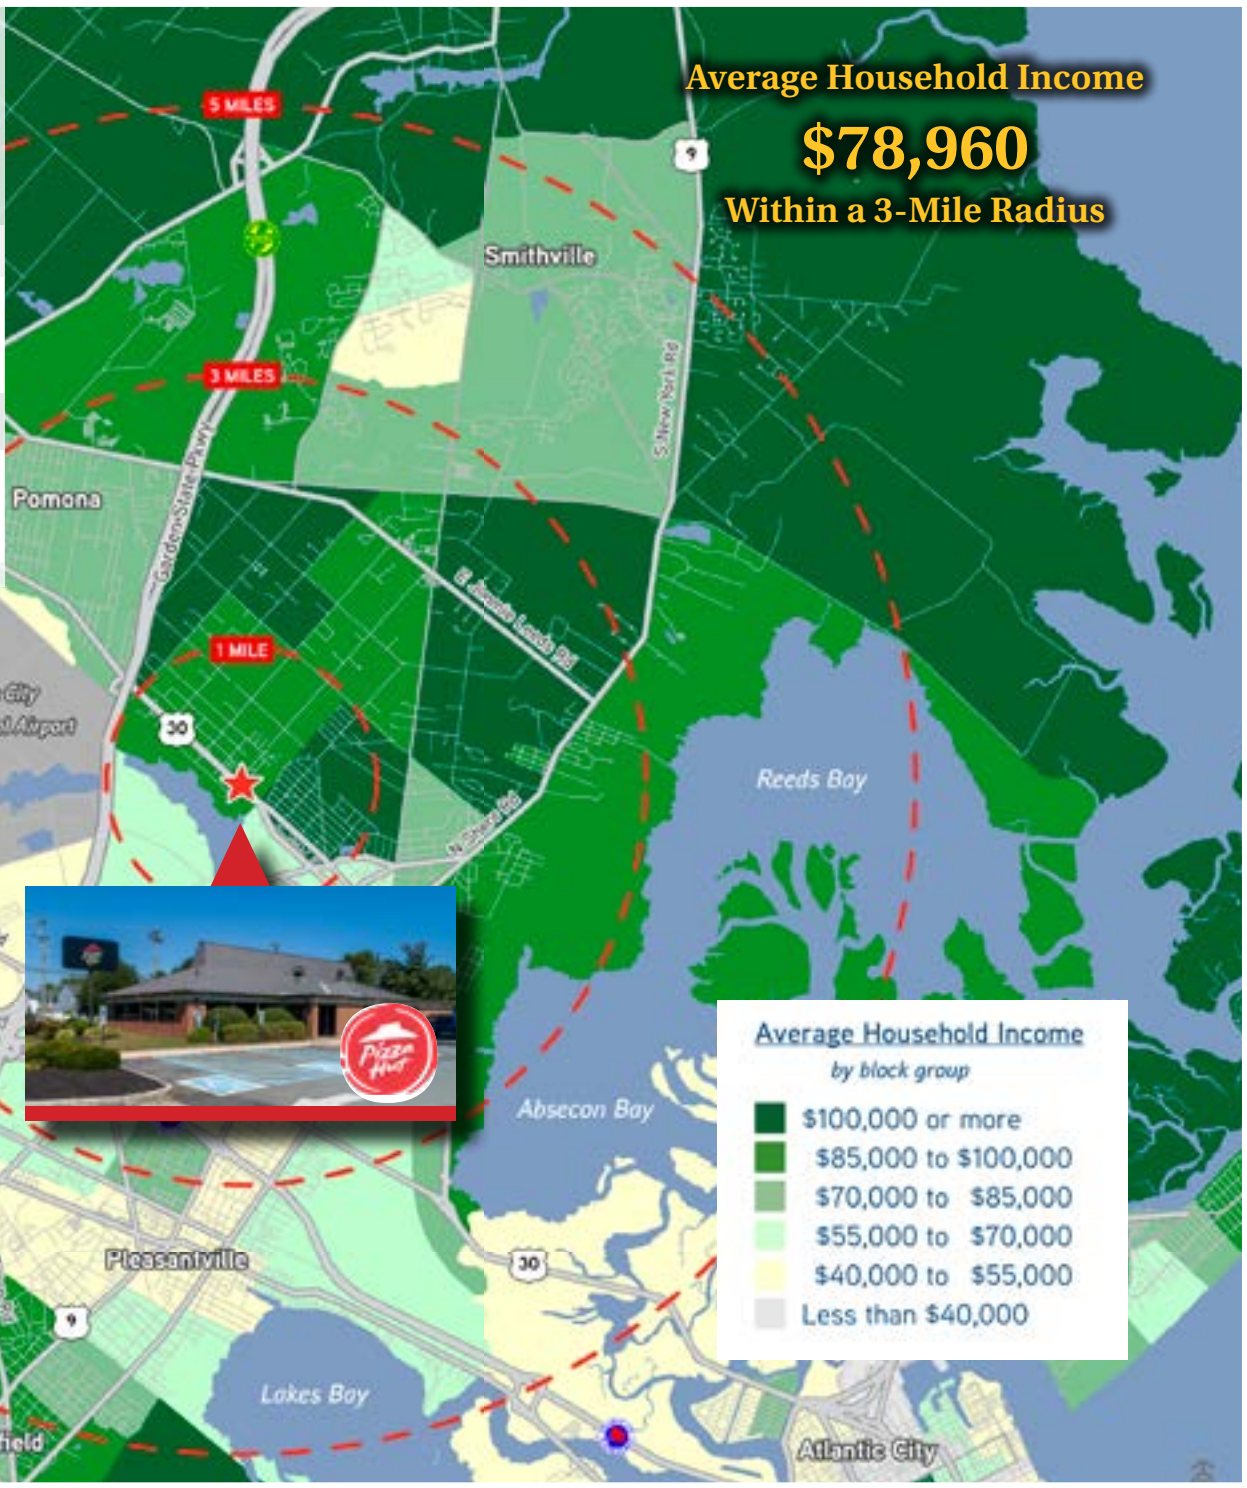 Average Household Income
$78,960
Within a 3-Mile Radius
5 MILES
9
Smithville
3 MILES
S New York Rd
Pomona
Garden State Pkwy
E Jimmie Leeds Rd
1 MILE
City
Airport
30
Reeds Bay
N Shore Rd
Pizza
Hut
Absecon Bay
Average Household Income
by block group
$100,000 or more
$85,000 to $100,000
$70,000 to $85,000
$55,000 to $70,000
$40,000 to $55,000
Less than $40,000
Pleasantville
30
9
Lakes Bay
field
Atlantic City